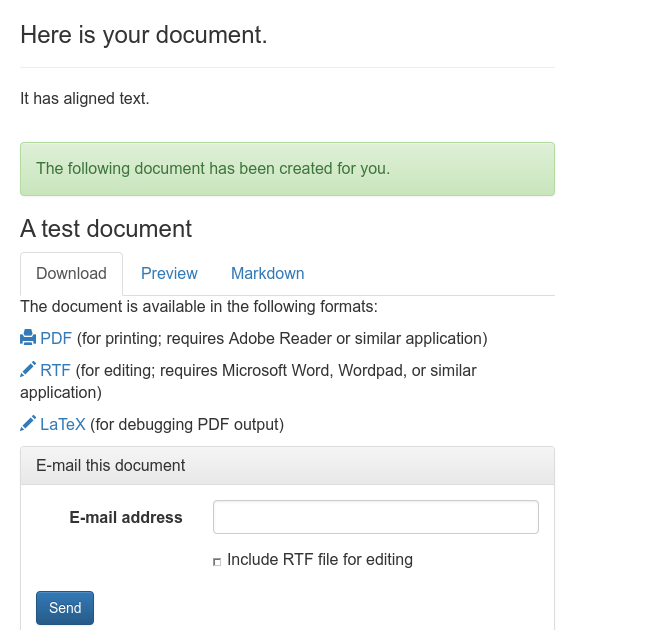 Here is your document.
It has aligned text.
The following document has been created for you.
A test document
Download Preview Markdown
The document is available in the following formats:
PDF (for printing; requires Adobe Reader or similar application)
RTF (for editing; requires Microsoft Word, Wordpad, or similar
application)
LaTeX (for debugging PDF output)
E-mail this document
E-mail address
Include RTF file for editing
Send